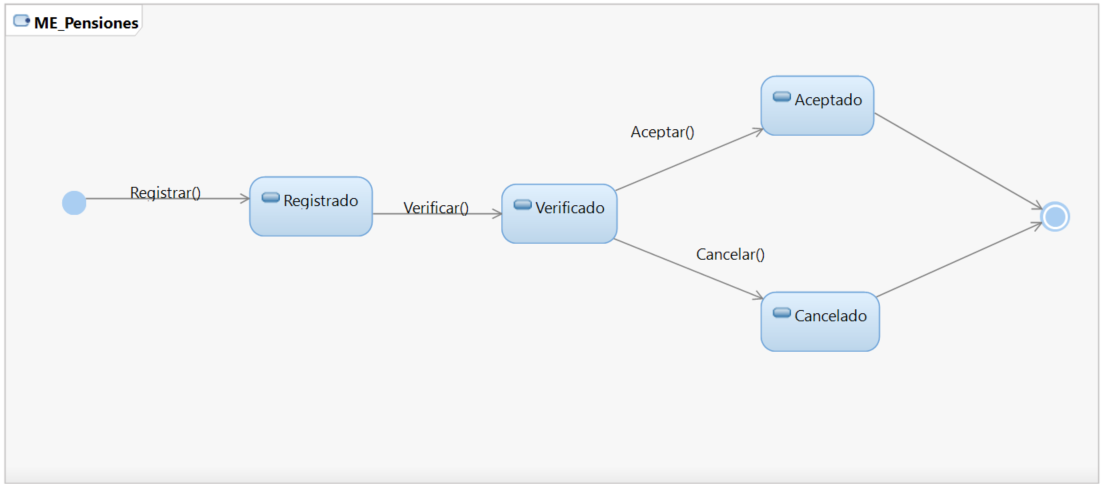 ME_Pensiones
Aceptado
Aceptar()
Registrar()
Registrado
Verificar()
Verificado
Cancelar()
Cancelado